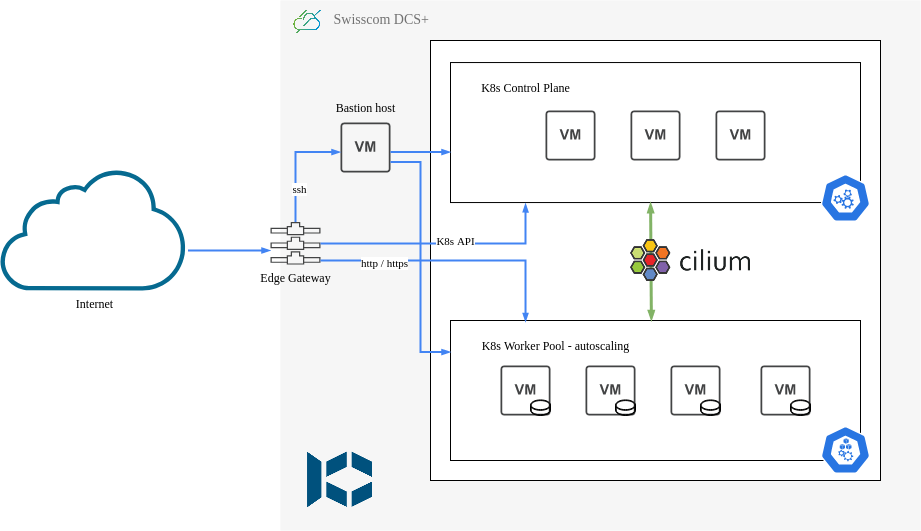 Swisscom DCS+
K8s Control Plane
Bastion host
VM
VM
VM
VM
ssh
K8s API
http / https
cilium
Edge Gateway
Internet
K8s Worker Pool - autoscaling
VM
VM
VM
VM